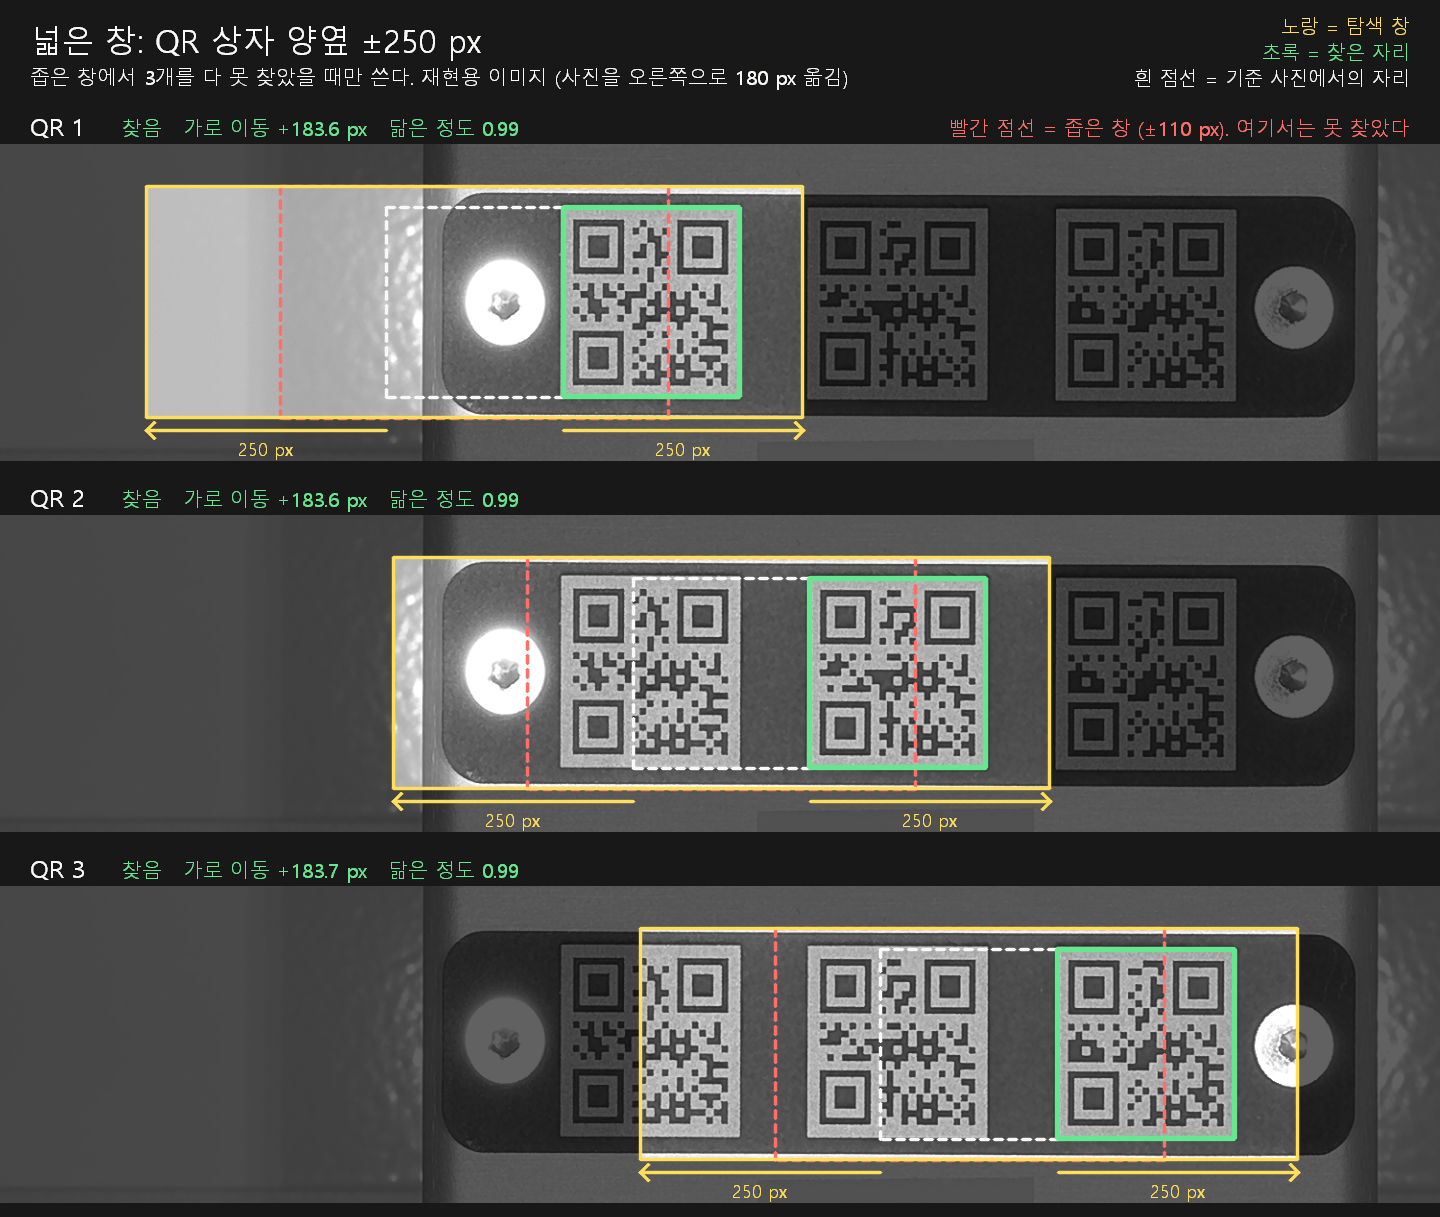 넓은 창: QR 상자 양옆 ±250 px
좁은 창에서 3개를 다 못 찾았을 때만 쓴다. 재현용 이미지 (사진을 오른쪽으로 180 px 옮김)
노랑 = 탐색 창
초록 = 찾은 자리
흰 점선 = 기준 사진에서의 자리
QR 1 찾음 가로 이동 +183.6 px 닮은 정도 0.99
빨간 점선 = 좁은 창 (±110 px). 여기서는 못 찾았다
250 px
250 px
QR 2 찾음 가로 이동 +183.6 px 닮은 정도 0.99
250 px
250 px
QR 3 찾음 가로 이동 +183.7 px 닮은 정도 0.99
250 px
250 px